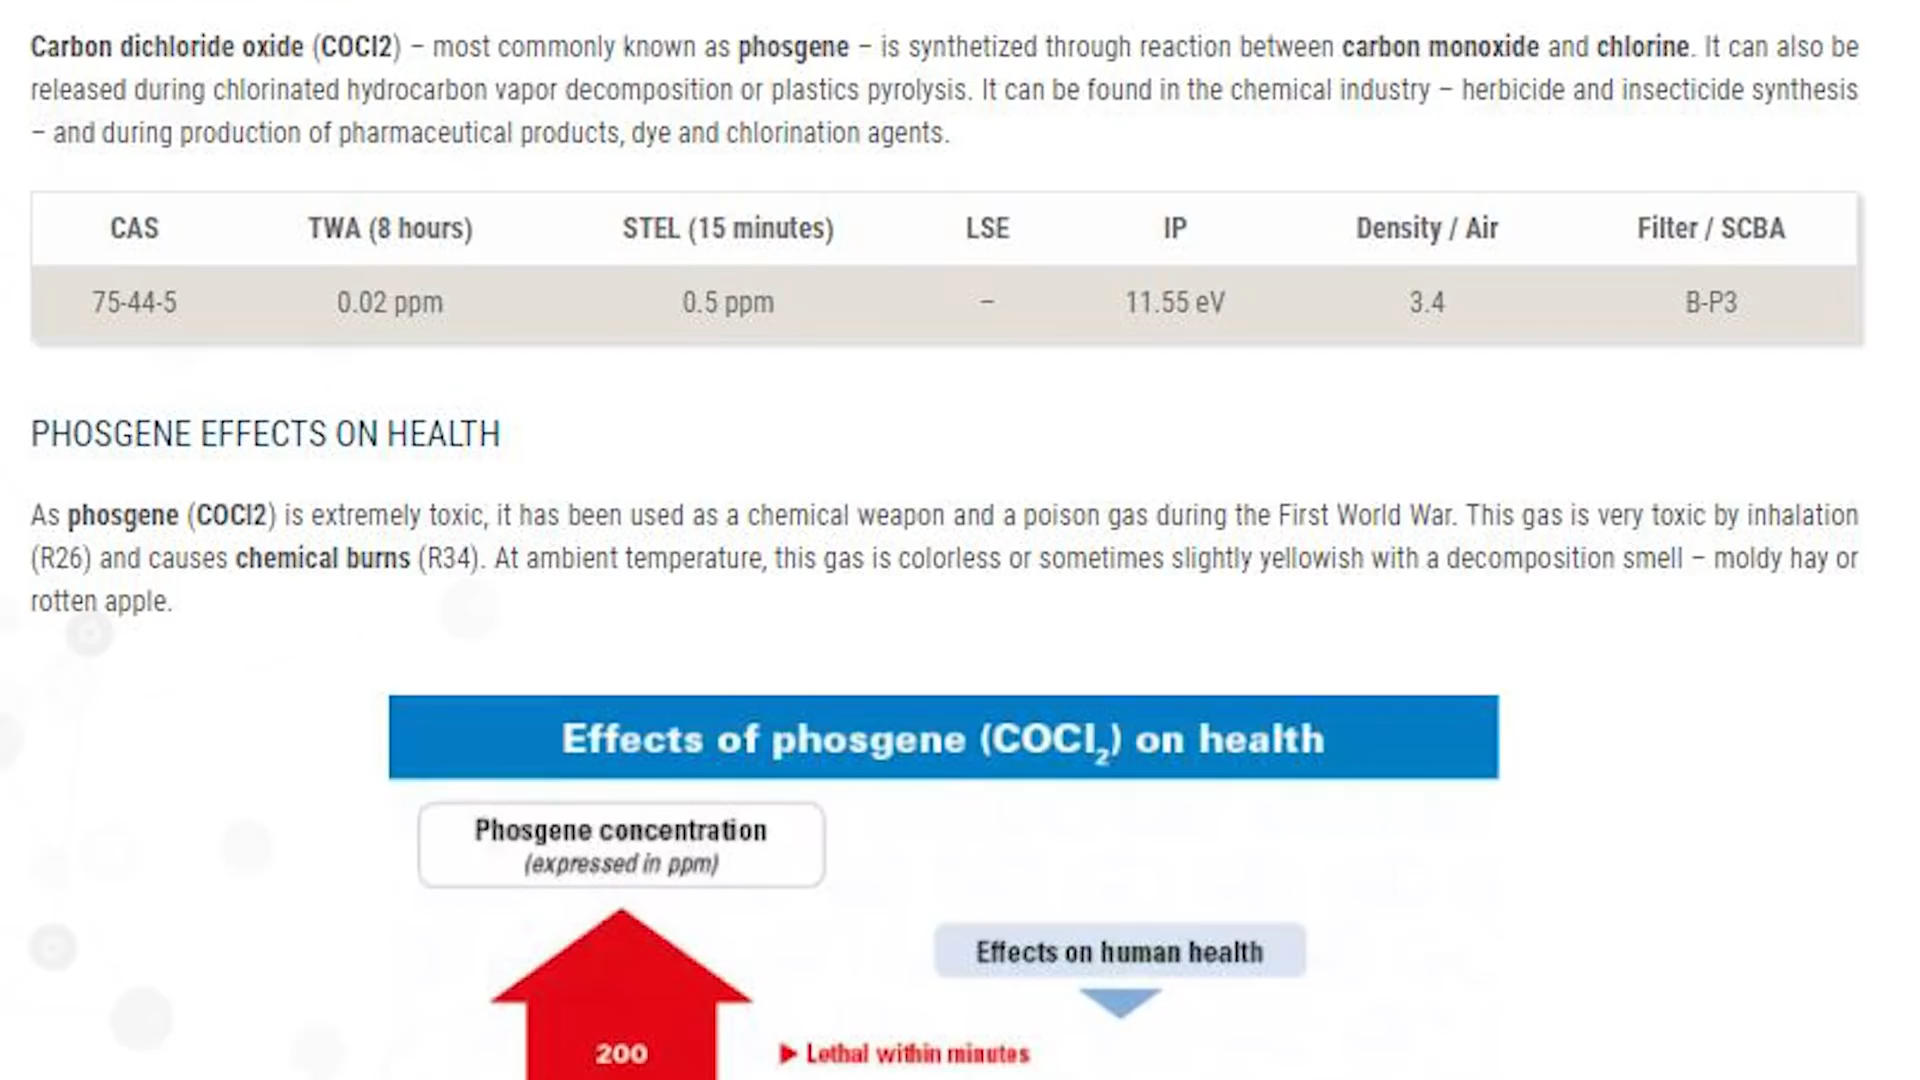 Carbon dichloride oxide (COCl2) – most commonly known as phosgene – is synthetized through reaction between carbon monoxide and chlorine. It can also be
released during chlorinated hydrocarbon vapor decomposition or plastics pyrolysis. It can be found in the chemical industry – herbicide and insecticide synthesis
– and during production of pharmaceutical products, dye and chlorination agents.
CAS TWA (8 hours) STEL (15 minutes) LSE IP Density / Air Filter / SCBA
75-44-5 0.02 ppm 0.5 ppm – 11.55 eV 3.4 B-P3
PHOSGENE EFFECTS ON HEALTH
As phosgene (COCl2) is extremely toxic, it has been used as a chemical weapon and a poison gas during the First World War. This gas is very toxic by inhalation
(R26) and causes chemical burns (R34). At ambient temperature, this gas is colorless or sometimes slightly yellowish with a decomposition smell – moldy hay or
rotten apple.
Effects of phosgene (COCl₂) on health
Phosgene concentration
(expressed in ppm)
Effects on human health
200 ▶ Lethal within minutes